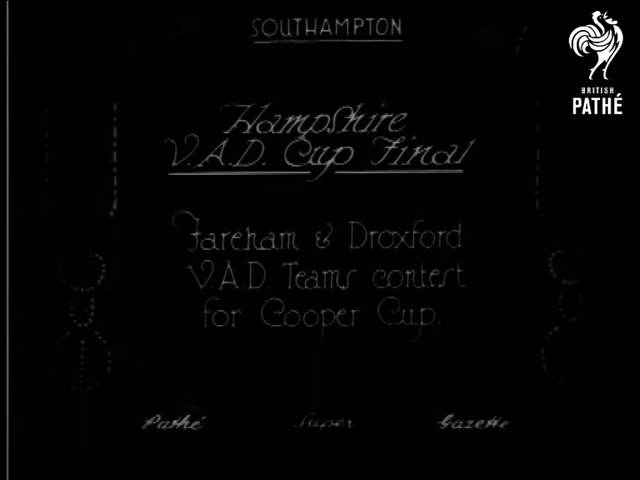 SOUTHAMPTON
BRITISH
PATHÉ
Hampshire
V.A.D. Cup Final
Fareham & Droxford
V.A.D. Teams contest
for Cooper Cup.
Pathé Super Gazette